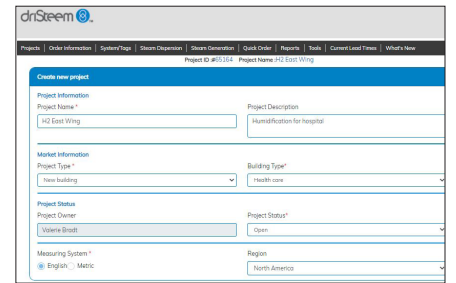 driSteem
Projects | Order Information | System/Tags | Steam Dispersion | Steam Generation | Quick Order | Reports | Tools | Current Lead Times | What's New
Project ID :#65164 Project Name :H2 East Wing
Create new project
Project Information
Project Name * Project Description
H2 East Wing Humidification for hospital
Market Information
Project Type * Building Type*
New building Health care
Project Status
Project Owner Project Status*
Valerie Bradt Open
Measuring System * Region
English Metric North America